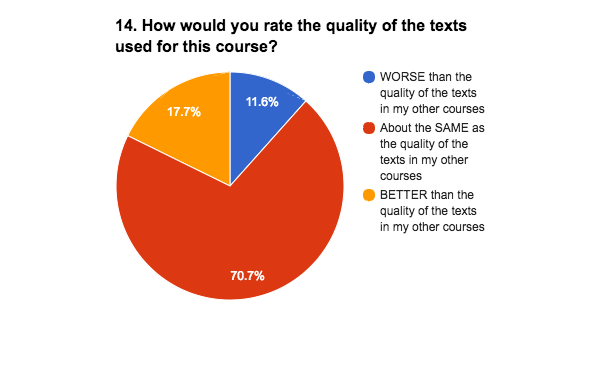 14. How would you rate the quality of the texts
used for this course?
11.6%
17.7%
70.7%
WORSE than the
quality of the texts
in my other courses
About the SAME as
the quality of the
texts in my other
courses
BETTER than the
quality of the texts
in my other courses